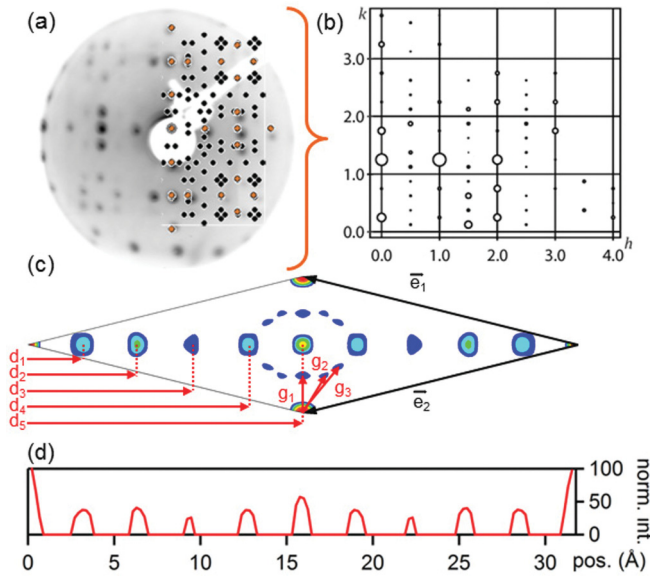 (a)
(b)
k
3.0
2.0
1.0
0.0
0.0 1.0 2.0 3.0 4.0 h
(c)
e₁
d₁
d₂
d₃
d₄
d₅
g₁
g₂
g₃
e₂
(d)
100
50
0
norm. int.
0 5 10 15 20 25 30 pos. (Å)